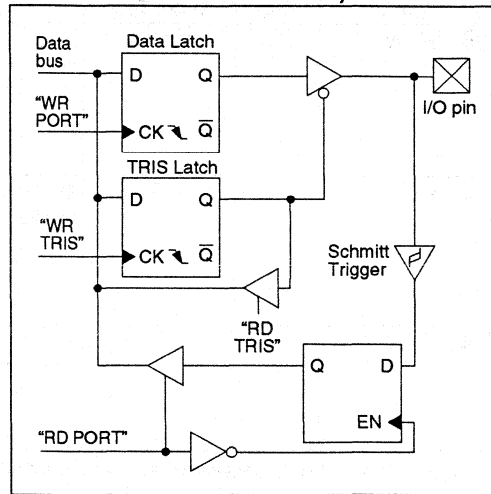 Data
bus
Data Latch
D
Q
"WR
PORT"
CK
Q
I/O pin
TRIS Latch
D
Q
"WR
TRIS"
CK
Q
Schmitt
Trigger
"RD
TRIS"
Q
D
EN
"RD PORT"